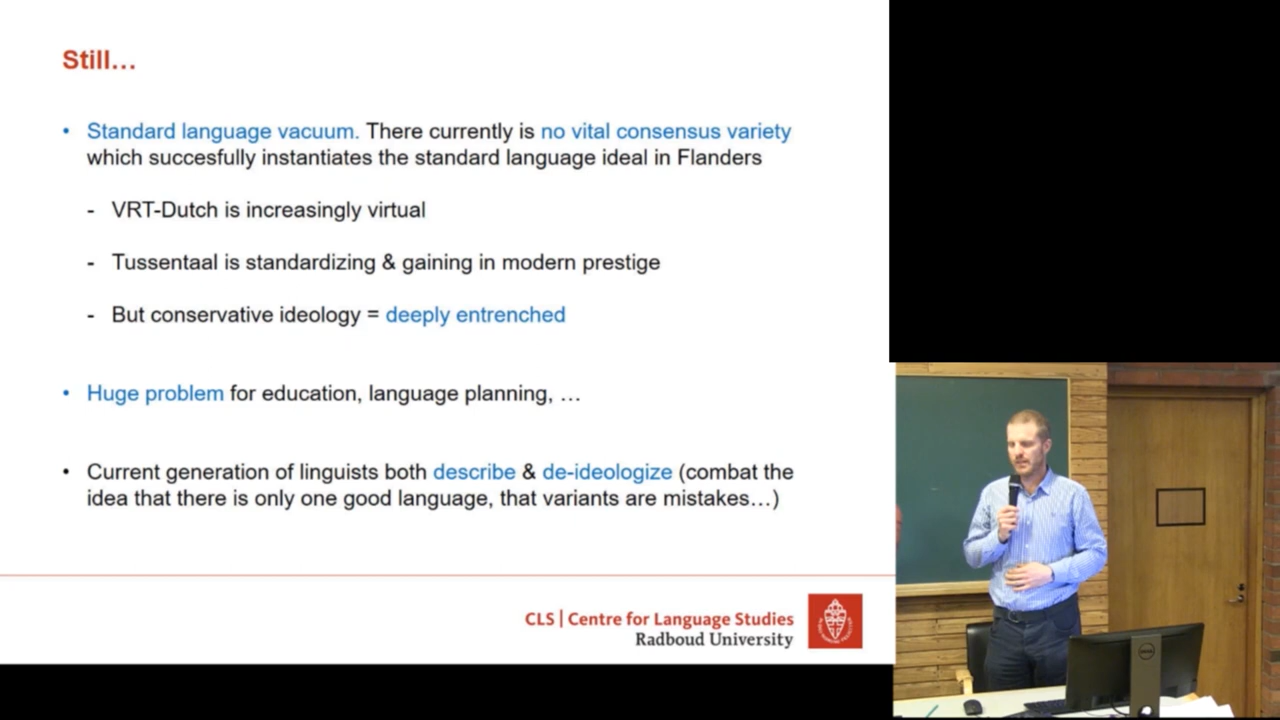 Still…
• Standard language vacuum. There currently is no vital consensus variety
which succesfully instantiates the standard language ideal in Flanders
- VRT-Dutch is increasingly virtual
- Tussentaal is standardizing & gaining in modern prestige
- But conservative ideology = deeply entrenched
• Huge problem for education, language planning, …
• Current generation of linguists both describe & de-ideologize (combat the
idea that there is only one good language, that variants are mistakes…)
CLS | Centre for Language Studies
Radboud University
DELL